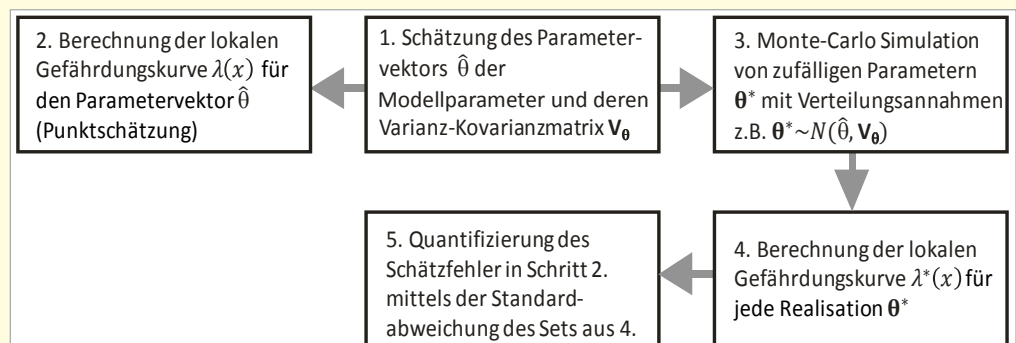 2. Berechnung der lokalen
Gefährdungskurve λ(x) für
den Parametervektor θ̂
(Punktschätzung)
1. Schätzung des Parameter-
vektors θ̂ der
Modellparameter und deren
Varianz-Kovarianzmatrix V_θ
3. Monte-Carlo Simulation
von zufälligen Parametern
θ* mit Verteilungsannahmen
z.B. θ*~N(θ̂, V_θ)
4. Berechnung der lokalen
Gefährdungskurve λ*(x) für
jede Realisation θ*
5. Quantifizierung des
Schätzfehler in Schritt 2.
mittels der Standard-
abweichung des Sets aus 4.